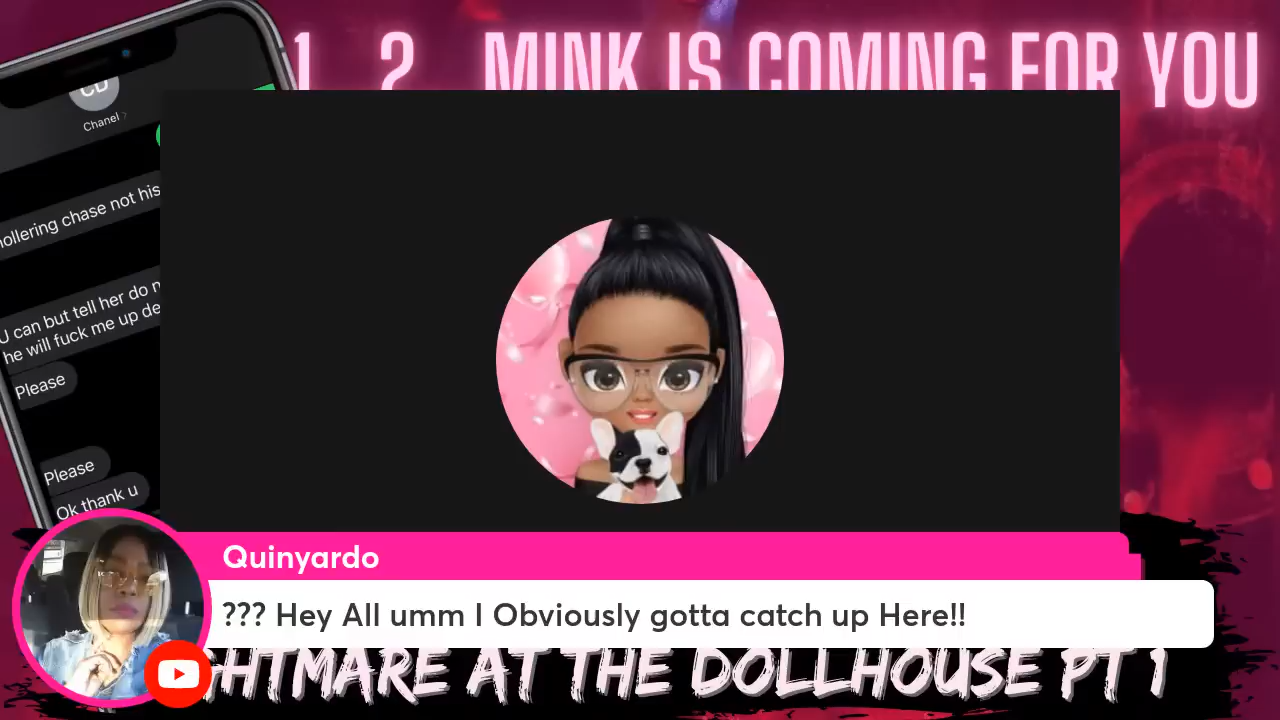 1 2 MINK IS COMING FOR YOU
Chanel
hollering chase not his
U can but tell her do n
he will fuck me up de
Please
Please
Ok thank u
Quinyardo
??? Hey All umm I Obviously gotta catch up Here!!
GHTMARE AT THE DOLLHOUSE PT 1